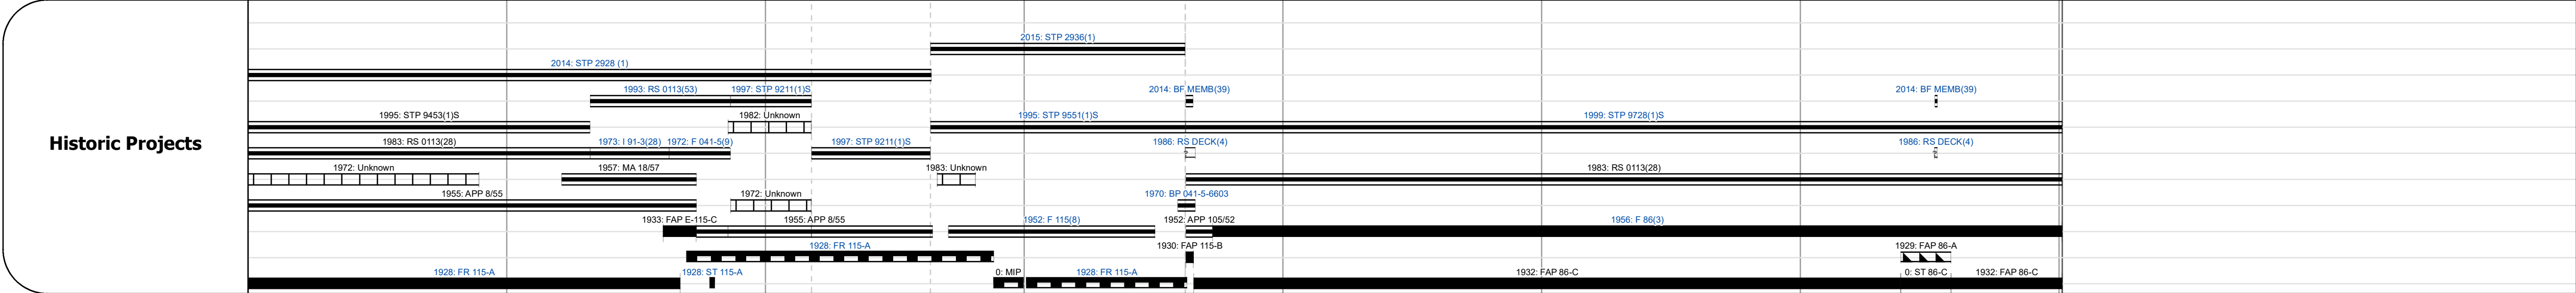 2015: STP 2936(1)
2014: STP 2928 (1)
1993: RS 0113(53) 1997: STP 9211(1)S 2014: BF MEMB(39) 2014: BF MEMB(39)
1995: STP 9453(1)S 1982: Unknown 1995: STP 9551(1)S 1999: STP 9728(1)S
Historic Projects
1983: RS 0113(28) 1973: I 91-3(28) 1972: F 041-5(9) 1997: STP 9211(1)S 1986: RS DECK(4) 1986: RS DECK(4)
1972: Unknown 1957: MA 18/57 1983: Unknown 1983: RS 0113(28)
1955: APP 8/55 1972: Unknown 1970: BP 041-5-6603
1933: FAP E-115-C 1955: APP 8/55 1952: F 115(8) 1952: APP 105/52 1956: F 86(3)
1928: FR 115-A 1930: FAP 115-B 1929: FAP 86-A
1928: FR 115-A 1928: ST 115-A 0: MIP 1928: FR 115-A 1932: FAP 86-C 0: ST 86-C 1932: FAP 86-C